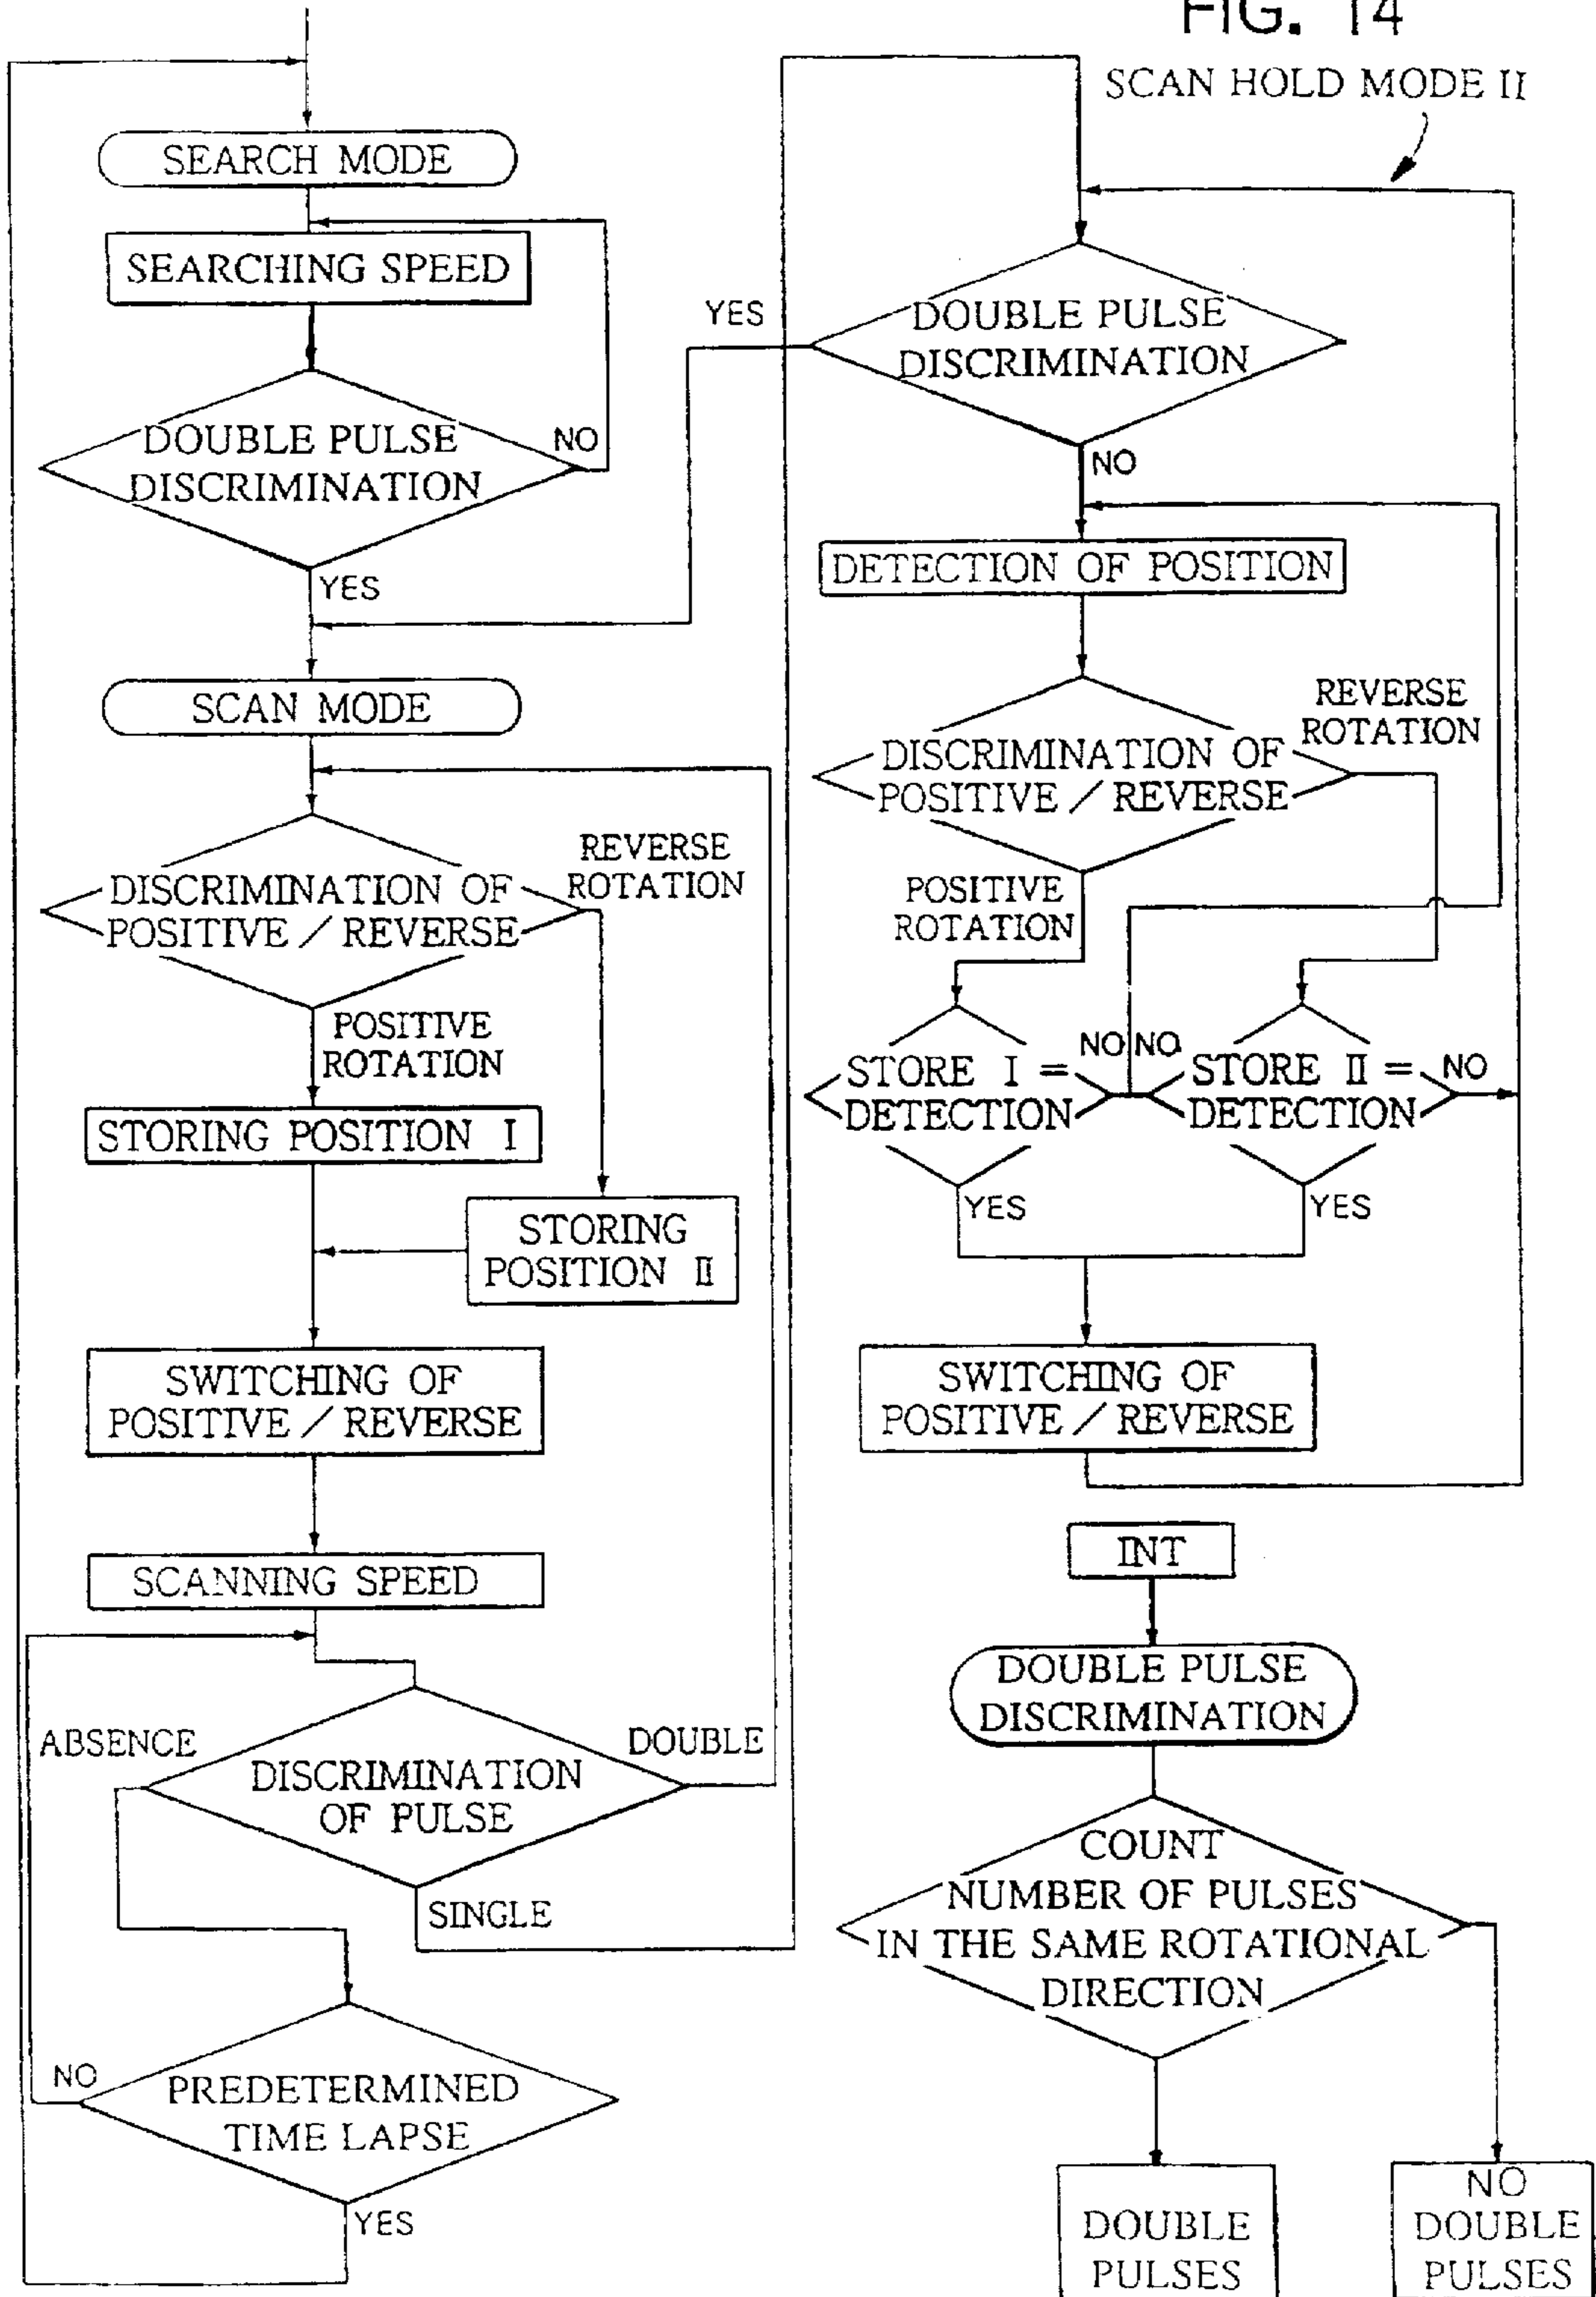 FIG. 14
SCAN HOLD MODE II
SEARCH MODE
SEARCHING SPEED
DOUBLE PULSE
DISCRIMINATION
NO
YES
SCAN MODE
DISCRIMINATION OF
POSITIVE / REVERSE
REVERSE
ROTATION
POSITIVE
ROTATION
STORING POSITION I
STORING
POSITION II
SWITCHING OF
POSITIVE / REVERSE
SCANNING SPEED
ABSENCE
DOUBLE
DISCRIMINATION
OF PULSE
SINGLE
NO
PREDETERMINED
TIME LAPSE
YES
YES
DOUBLE PULSE
DISCRIMINATION
NO
DETECTION OF POSITION
REVERSE
ROTATION
DISCRIMINATION OF
POSITIVE / REVERSE
POSITIVE
ROTATION
NO NO
STORE I =
DETECTION
STORE II =
DETECTION
NO
YES
YES
SWITCHING OF
POSITIVE / REVERSE
INT
DOUBLE PULSE
DISCRIMINATION
COUNT
NUMBER OF PULSES
IN THE SAME ROTATIONAL
DIRECTION
DOUBLE
PULSES
NO
DOUBLE
PULSES